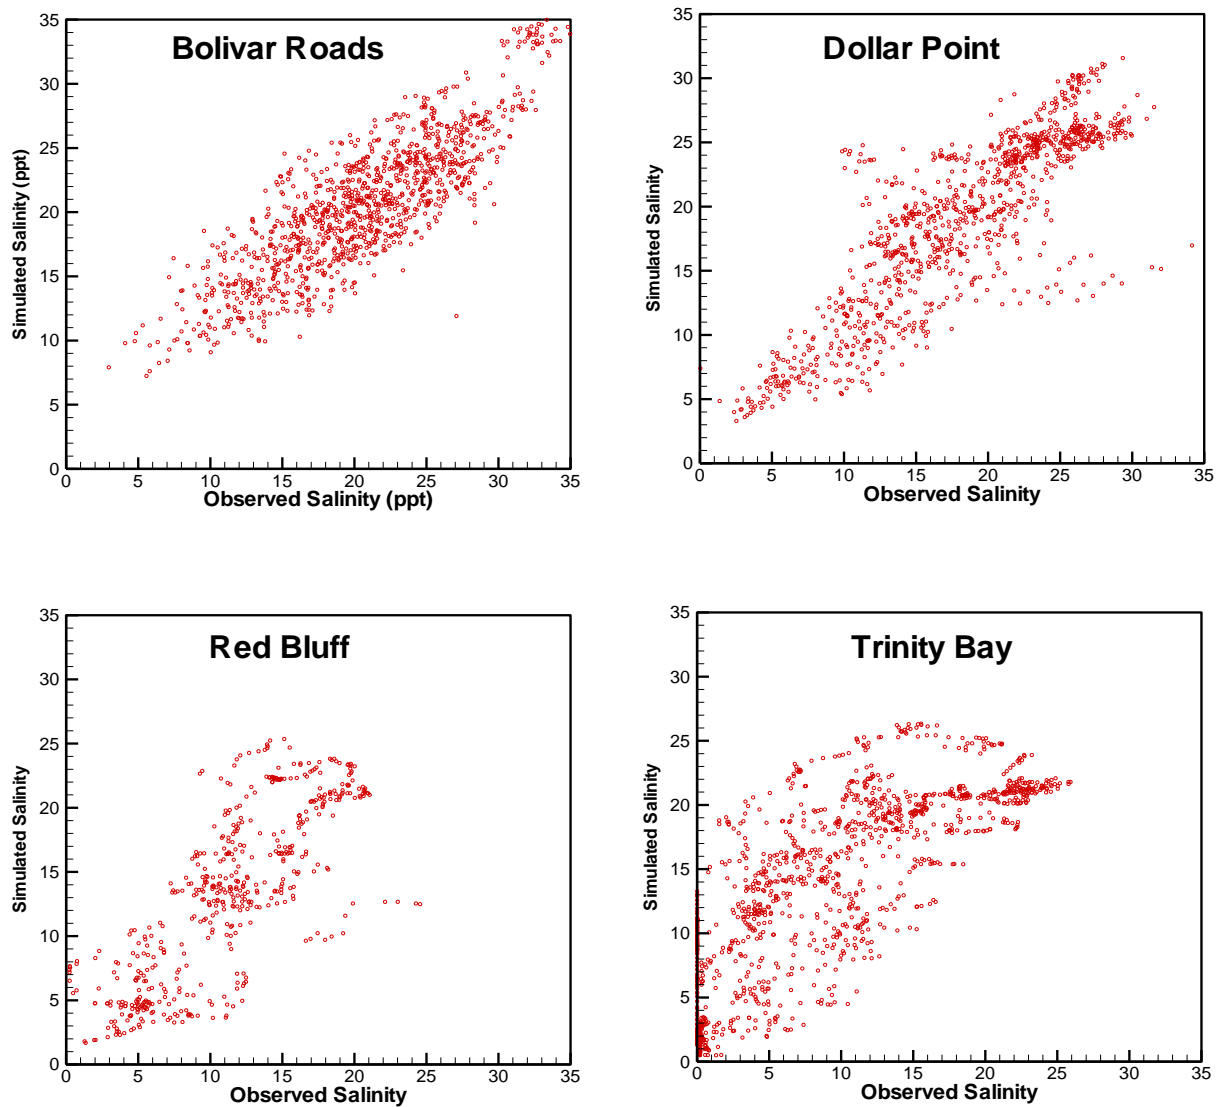 Bolivar Roads
Simulated Salinity (ppt)
35
30
25
20
15
10
5
0
0 5 10 15 20 25 30 35
Observed Salinity (ppt)
Dollar Point
Simulated Salinity
35
30
25
20
15
10
5
0
0 5 10 15 20 25 30 35
Observed Salinity
Red Bluff
Simulated Salinity
35
30
25
20
15
10
5
0
0 5 10 15 20 25 30 35
Observed Salinity
Trinity Bay
Simulated Salinity
35
30
25
20
15
10
5
0
0 5 10 15 20 25 30 35
Observed Salinity